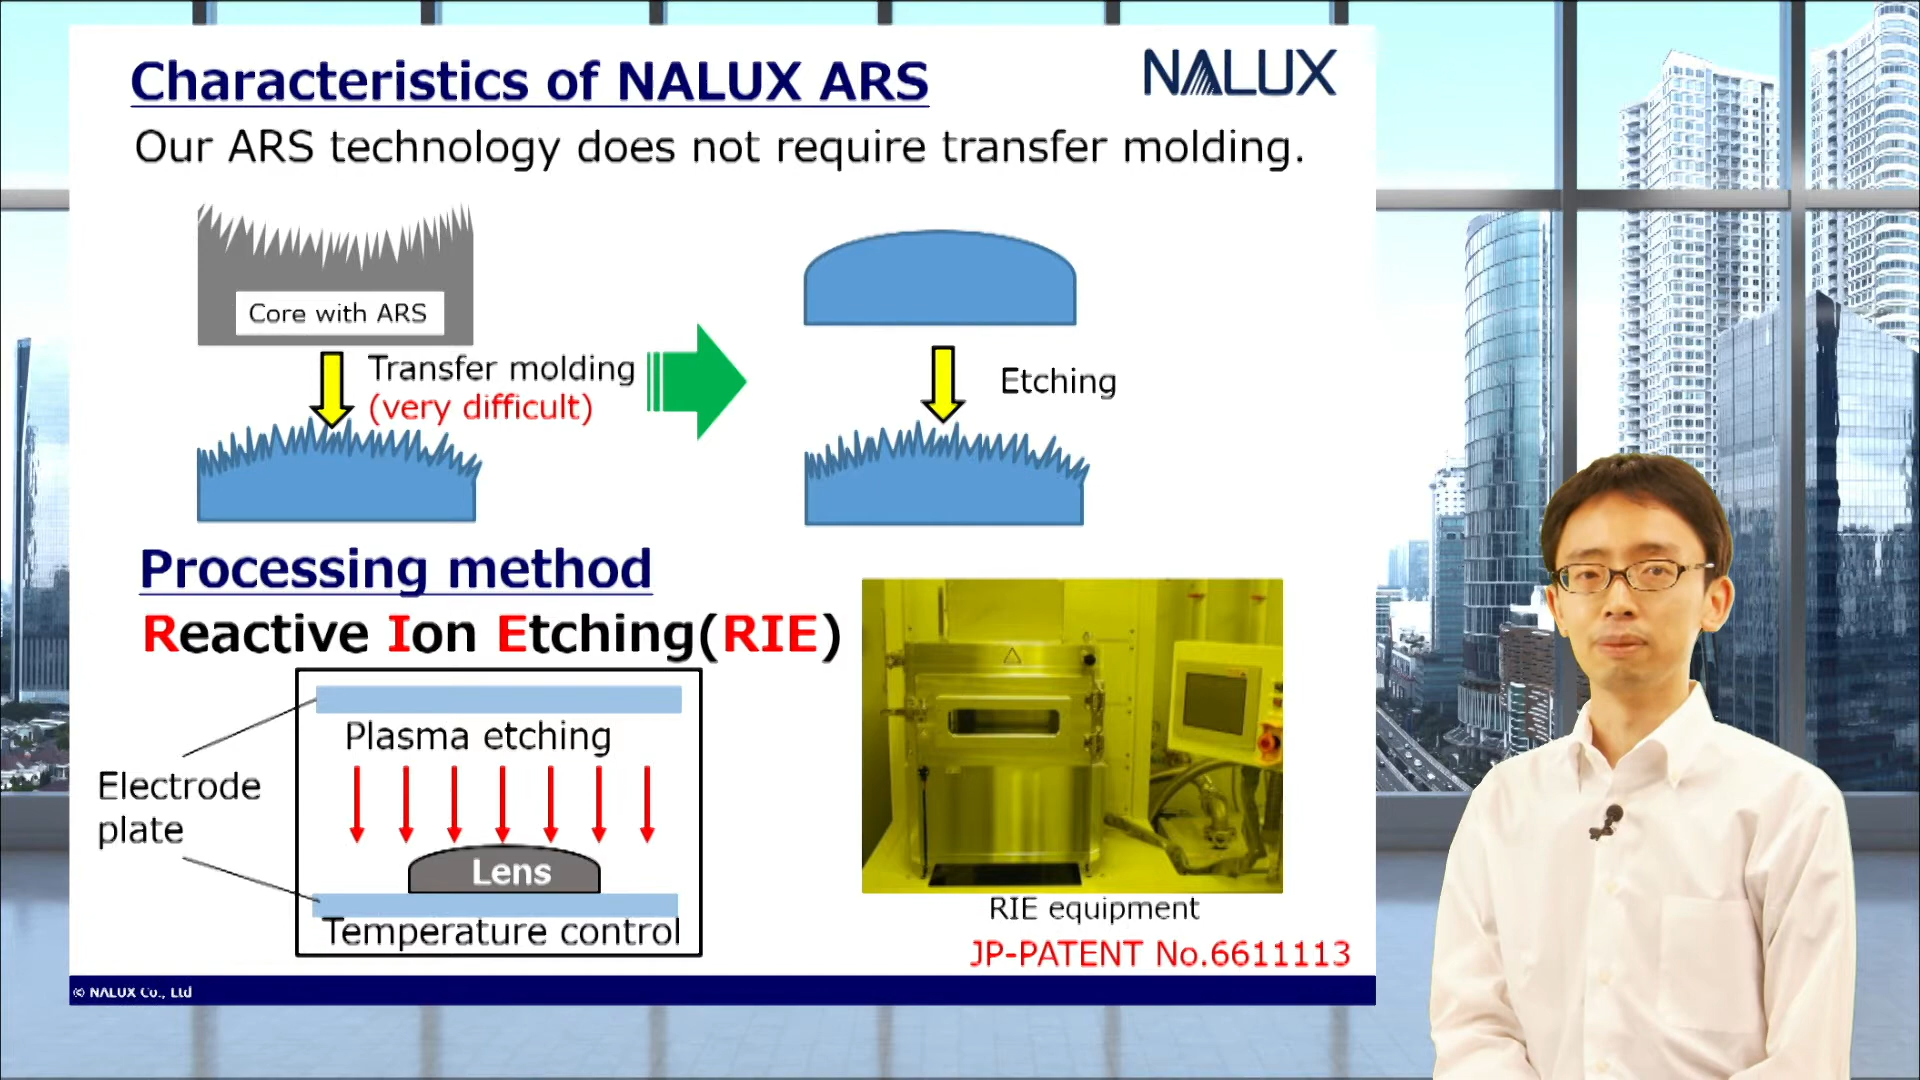 Characteristics of NALUX ARS
NALUX
Our ARS technology does not require transfer molding.
Core with ARS
Transfer molding
(very difficult)
Etching
Processing method
Reactive Ion Etching(RIE)
Plasma etching
Electrode
plate
Lens
Temperature control
RIE equipment
JP-PATENT No.6611113
© NALUX Co., Ltd